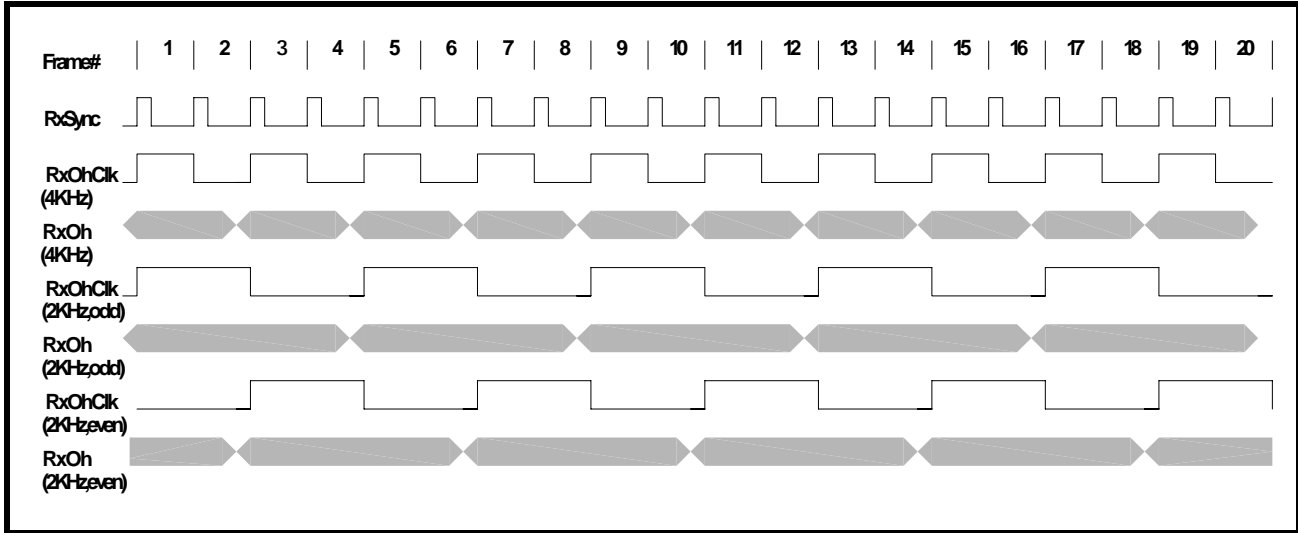 Frame# 1 2 3 4 5 6 7 8 9 10 11 12 13 14 15 16 17 18 19 20
RxSync
RxOhClk
(4KHz)
RxOh
(4KHz)
RxOhClk
(2KHz,odd)
RxOh
(2KHz,odd)
RxOhClk
(2KHz,even)
RxOh
(2KHz,even)